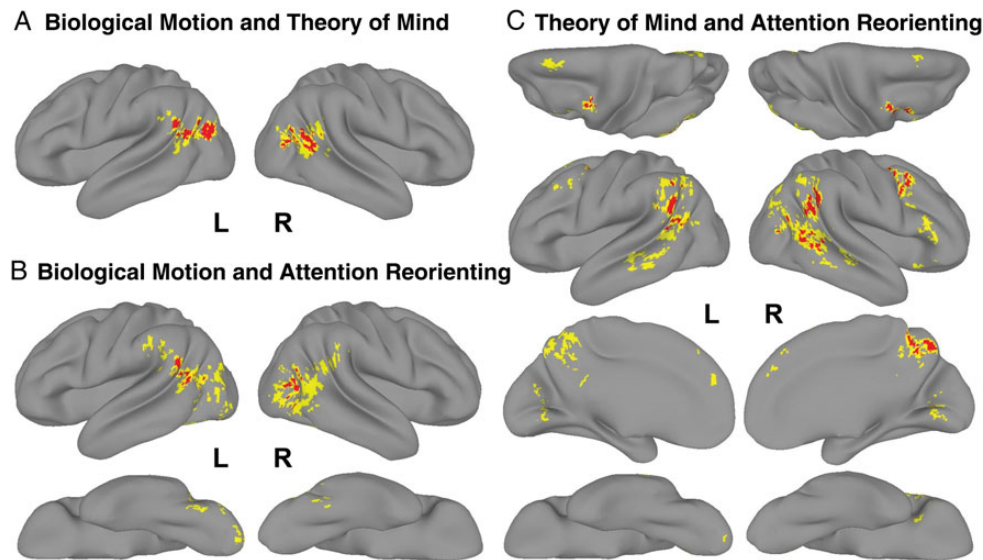 A Biological Motion and Theory of Mind
L R
B Biological Motion and Attention Reorienting
L R
C Theory of Mind and Attention Reorienting
L R